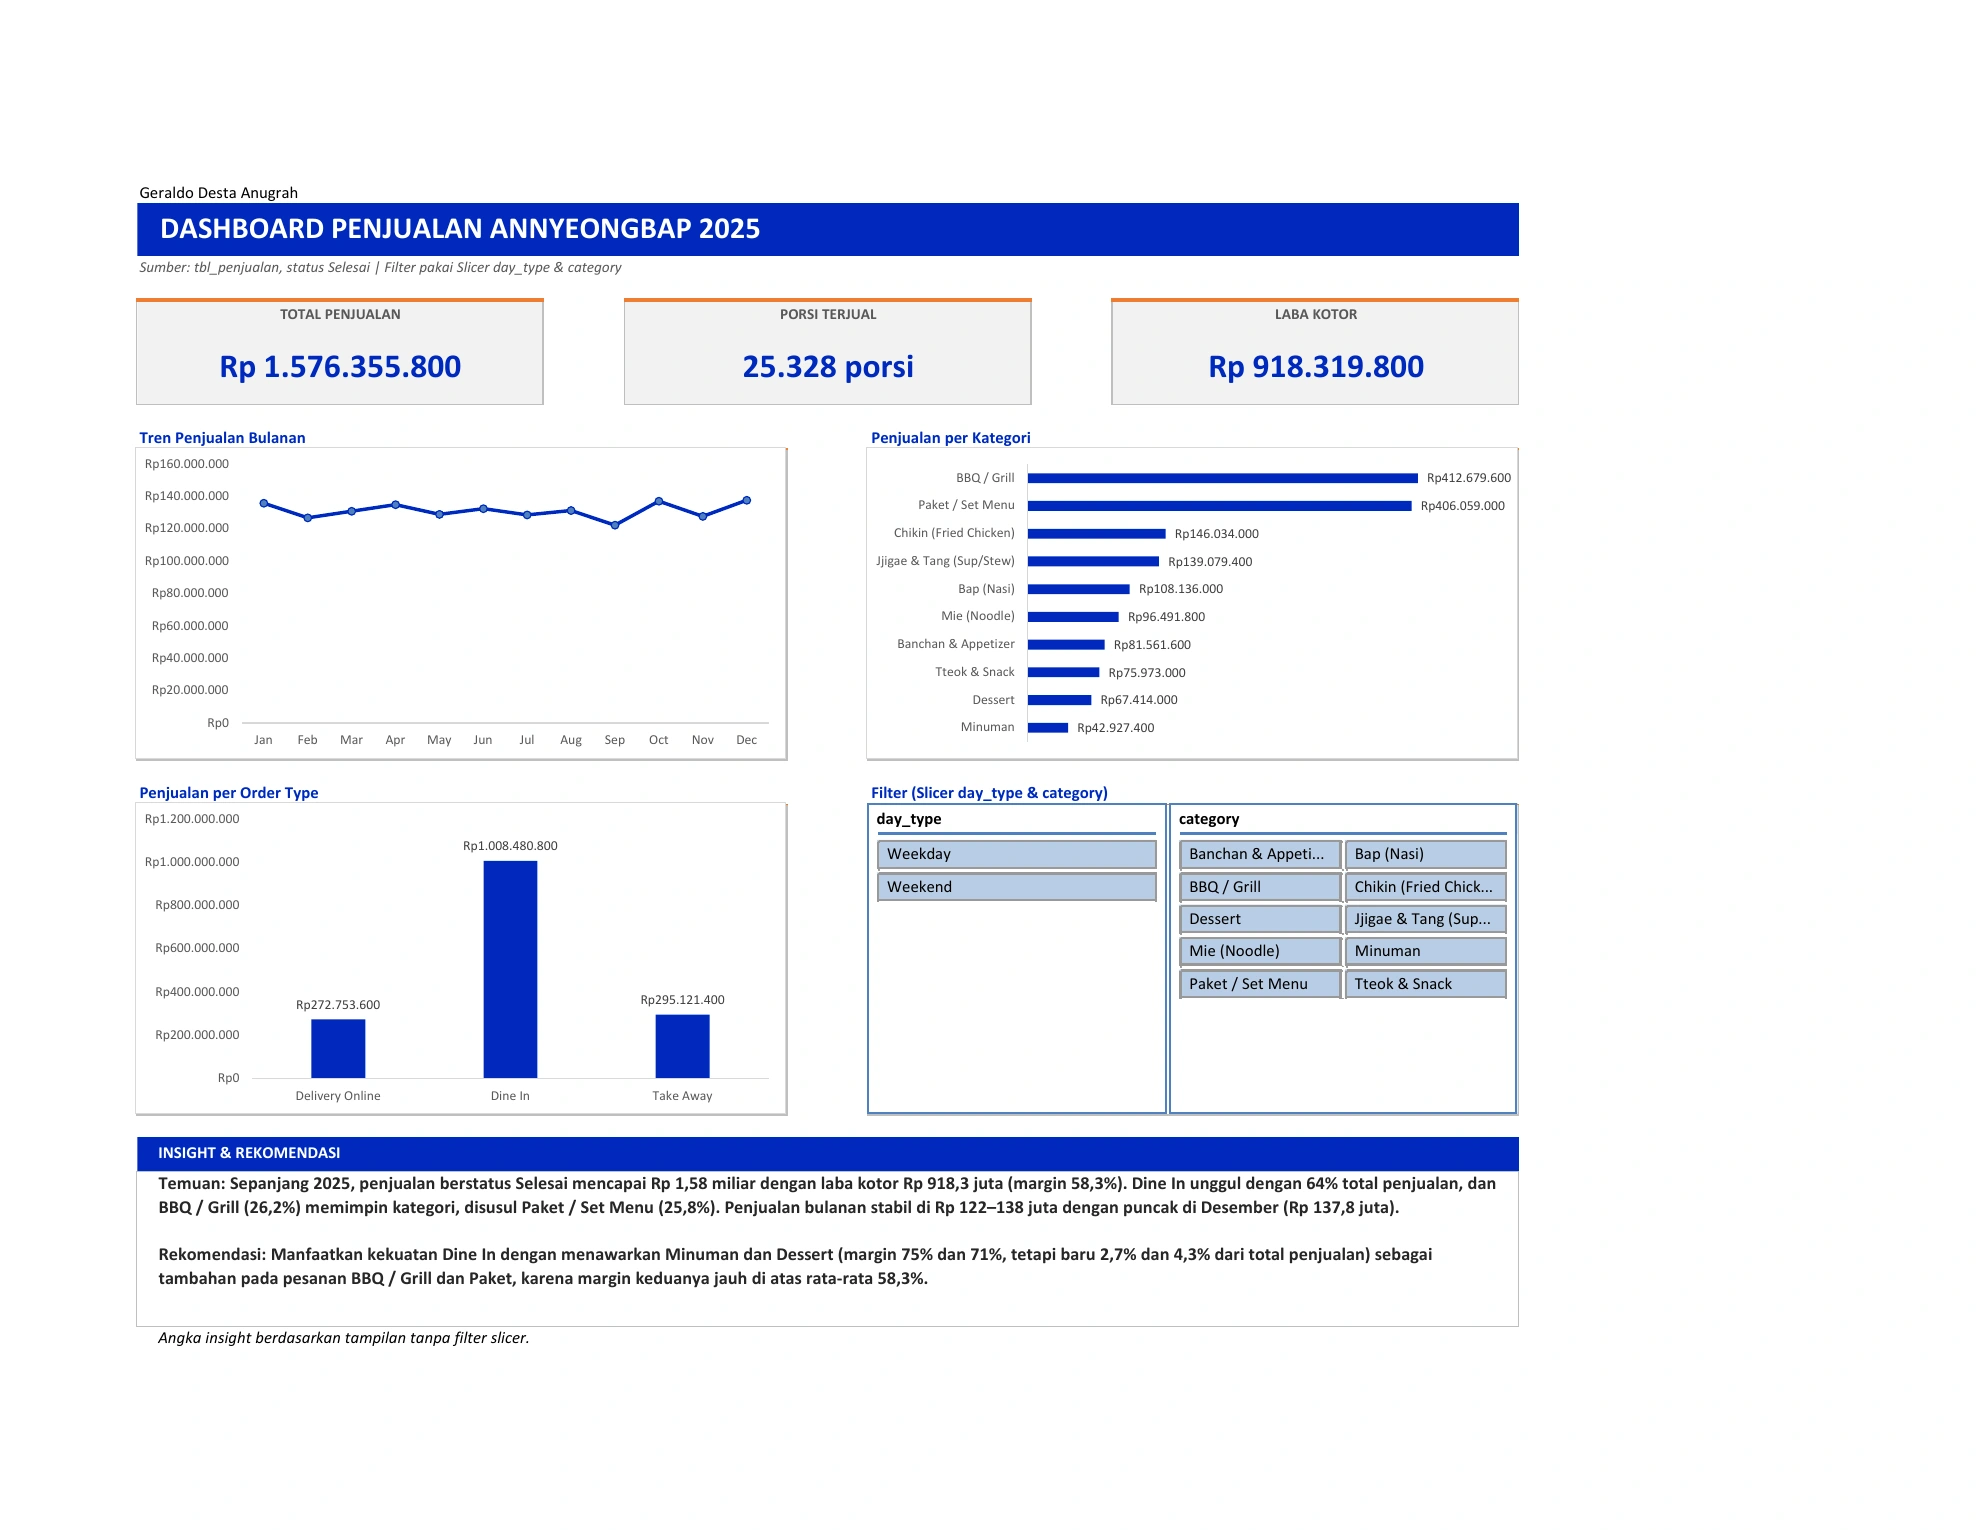 Geraldo Desta Anugrah
DASHBOARD PENJUALAN ANNYEONGBAP 2025
Sumber: tbl_penjualan, status Selesai | Filter pakai Slicer day_type & category
TOTAL PENJUALAN
Rp 1.576.355.800
PORSI TERJUAL
25.328 porsi
LABA KOTOR
Rp 918.319.800
Tren Penjualan Bulanan
Rp160.000.000
Rp140.000.000
Rp120.000.000
Rp100.000.000
Rp80.000.000
Rp60.000.000
Rp40.000.000
Rp20.000.000
Rp0
Jan Feb Mar Apr May Jun Jul Aug Sep Oct Nov Dec
Penjualan per Kategori
BBQ / Grill Rp412.679.600
Paket / Set Menu Rp406.059.000
Chikin (Fried Chicken) Rp146.034.000
Jjigae & Tang (Sup/Stew) Rp139.079.400
Bap (Nasi) Rp108.136.000
Mie (Noodle) Rp96.491.800
Banchan & Appetizer Rp81.561.600
Tteok & Snack Rp75.973.000
Dessert Rp67.414.000
Minuman Rp42.927.400
Penjualan per Order Type
Rp1.200.000.000
Rp1.000.000.000
Rp800.000.000
Rp600.000.000
Rp400.000.000
Rp200.000.000
Rp0
Rp272.753.600
Rp1.008.480.800
Rp295.121.400
Delivery Online Dine In Take Away
Filter (Slicer day_type & category)
day_type
Weekday
Weekend
category
Banchan & Appeti... Bap (Nasi)
BBQ / Grill Chikin (Fried Chick...
Dessert Jjigae & Tang (Sup...
Mie (Noodle) Minuman
Paket / Set Menu Tteok & Snack
INSIGHT & REKOMENDASI
Temuan: Sepanjang 2025, penjualan berstatus Selesai mencapai Rp 1,58 miliar dengan laba kotor Rp 918,3 juta (margin 58,3%). Dine In unggul dengan 64% total penjualan, dan
BBQ / Grill (26,2%) memimpin kategori, disusul Paket / Set Menu (25,8%). Penjualan bulanan stabil di Rp 122–138 juta dengan puncak di Desember (Rp 137,8 juta).
Rekomendasi: Manfaatkan kekuatan Dine In dengan menawarkan Minuman dan Dessert (margin 75% dan 71%, tetapi baru 2,7% dan 4,3% dari total penjualan) sebagai
tambahan pada pesanan BBQ / Grill dan Paket, karena margin keduanya jauh di atas rata-rata 58,3%.
Angka insight berdasarkan tampilan tanpa filter slicer.